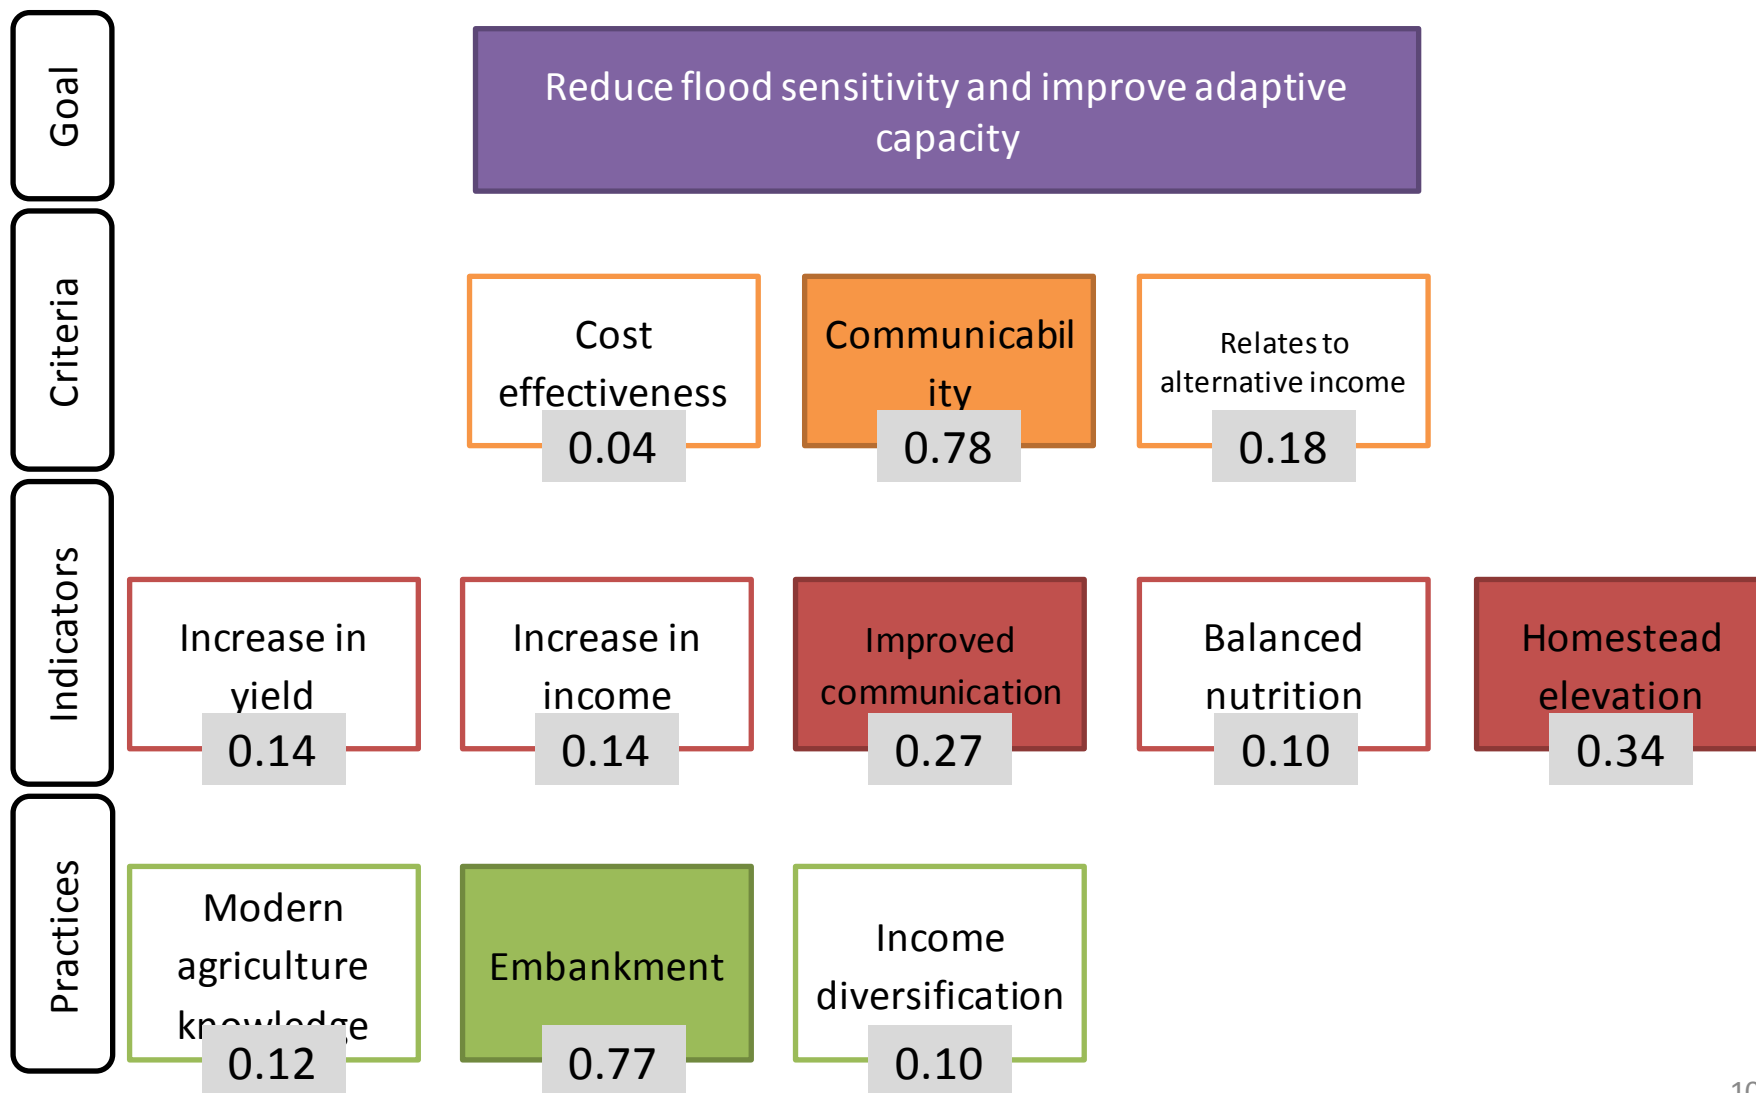 Goal
Reduce flood sensitivity and improve adaptive
capacity
Criteria
Cost
effectiveness
0.04
Communicabil
ity
0.78
Relates to
alternative income
0.18
Indicators
Increase in
yield
0.14
Increase in
income
0.14
Improved
communication
0.27
Balanced
nutrition
0.10
Homestead
elevation
0.34
Practices
Modern
agriculture
knowledge
0.12
Embankment
0.77
Income
diversification
0.10
10